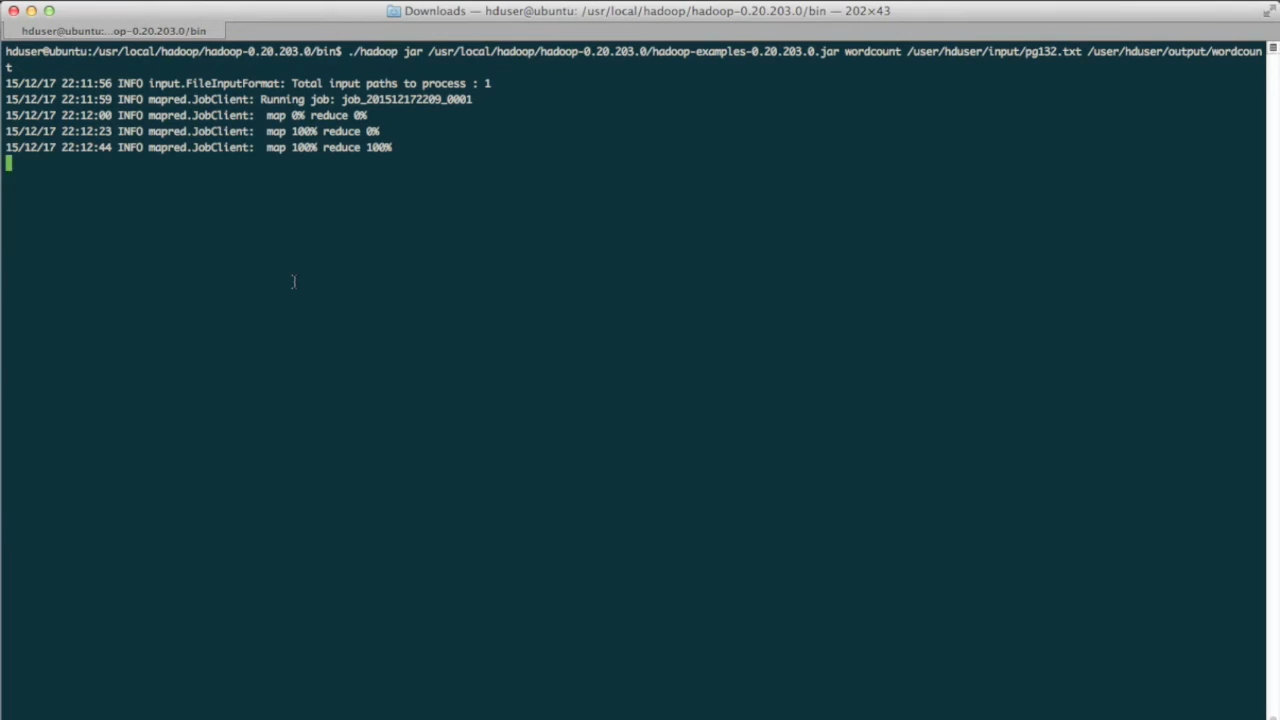 Downloads — hduser@ubuntu: /usr/local/hadoop/hadoop-0.20.203.0/bin — 202×43
hduser@ubuntu:...op-0.20.203.0/bin
hduser@ubuntu:/usr/local/hadoop/hadoop-0.20.203.0/bin$ ./hadoop jar /usr/local/hadoop/hadoop-0.20.203.0/hadoop-examples-0.20.203.0.jar wordcount /user/hduser/input/pg132.txt /user/hduser/output/wordcoun
t
15/12/17 22:11:56 INFO input.FileInputFormat: Total input paths to process : 1
15/12/17 22:11:59 INFO mapred.JobClient: Running job: job_201512172209_0001
15/12/17 22:12:00 INFO mapred.JobClient:  map 0% reduce 0%
15/12/17 22:12:23 INFO mapred.JobClient:  map 100% reduce 0%
15/12/17 22:12:44 INFO mapred.JobClient:  map 100% reduce 100%